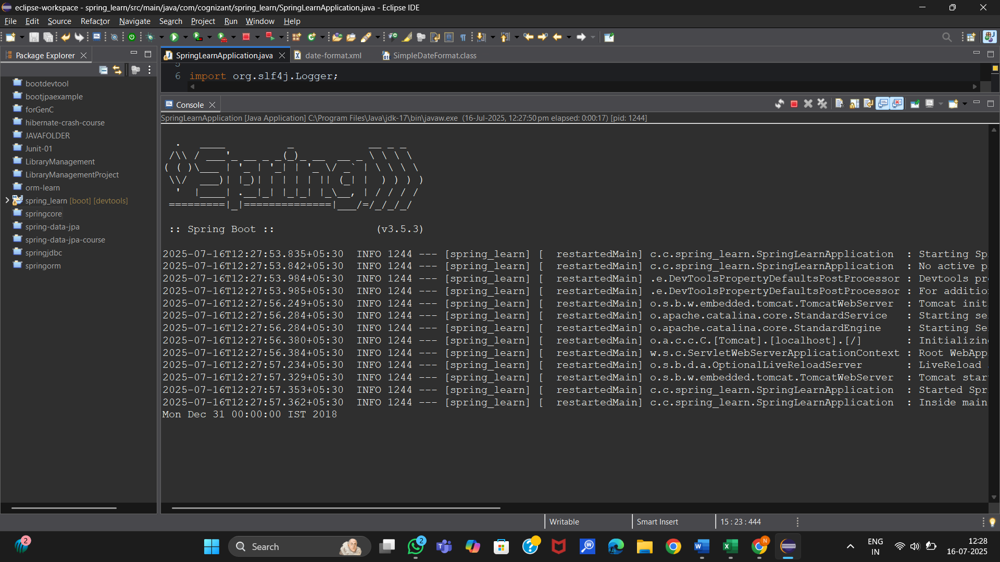 eclipse-workspace - spring_learn/src/main/java/com/cognizant/spring_learn/SpringLearnApplication.java - Eclipse IDE
File Edit Source Refactor Navigate Search Project Run Window Help
Package Explorer
SpringLearnApplication.java date-format.xml SimpleDateFormat.class
6 import org.slf4j.Logger;
bootdevtool
bootjpaexample
forGenC
hibernate-crash-course
JAVAFOLDER
Junit-01
LibraryManagement
LibraryManagementProject
orm-learn
spring_learn [boot] [devtools]
springcore
spring-data-jpa
spring-data-jpa-course
springjdbc
springorm
Console
SpringLearnApplication [Java Application] C:\Program Files\Java\jdk-17\bin\javaw.exe (16-Jul-2025, 12:27:50 pm elapsed: 0:00:17) [pid: 1244]
  .   ____          _            __ _ _
 /\\ / ___'_ __ _ _(_)_ __  __ _ \ \ \ \
( ( )\___ | '_ | '_| | '_ \/ _` | \ \ \ \
 \\/  ___)| |_)| | | | | || (_| |  ) ) ) )
  '  |____| .__|_| |_|_| |_\__, | / / / /
 =========|_|==============|___/=/_/_/_/
:: Spring Boot :: (v3.5.3)
2025-07-16T12:27:53.835+05:30 INFO 1244 --- [spring_learn] [ restartedMain] c.c.spring_learn.SpringLearnApplication : Starting Sp
2025-07-16T12:27:53.842+05:30 INFO 1244 --- [spring_learn] [ restartedMain] c.c.spring_learn.SpringLearnApplication : No active p
2025-07-16T12:27:53.984+05:30 INFO 1244 --- [spring_learn] [ restartedMain] .e.DevToolsPropertyDefaultsPostProcessor : Devtools pr
2025-07-16T12:27:53.985+05:30 INFO 1244 --- [spring_learn] [ restartedMain] .e.DevToolsPropertyDefaultsPostProcessor : For additio
2025-07-16T12:27:56.249+05:30 INFO 1244 --- [spring_learn] [ restartedMain] o.s.b.w.embedded.tomcat.TomcatWebServer : Tomcat init
2025-07-16T12:27:56.284+05:30 INFO 1244 --- [spring_learn] [ restartedMain] o.apache.catalina.core.StandardService : Starting se
2025-07-16T12:27:56.284+05:30 INFO 1244 --- [spring_learn] [ restartedMain] o.apache.catalina.core.StandardEngine : Starting Se
2025-07-16T12:27:56.380+05:30 INFO 1244 --- [spring_learn] [ restartedMain] o.a.c.c.C.[Tomcat].[localhost].[/] : Initializin
2025-07-16T12:27:56.384+05:30 INFO 1244 --- [spring_learn] [ restartedMain] w.s.c.ServletWebServerApplicationContext : Root WebApp
2025-07-16T12:27:57.234+05:30 INFO 1244 --- [spring_learn] [ restartedMain] o.s.b.d.a.OptionalLiveReloadServer : LiveReload
2025-07-16T12:27:57.329+05:30 INFO 1244 --- [spring_learn] [ restartedMain] o.s.b.w.embedded.tomcat.TomcatWebServer : Tomcat star
2025-07-16T12:27:57.353+05:30 INFO 1244 --- [spring_learn] [ restartedMain] c.c.spring_learn.SpringLearnApplication : Started Spr
2025-07-16T12:27:57.362+05:30 INFO 1244 --- [spring_learn] [ restartedMain] c.c.spring_learn.SpringLearnApplication : Inside main
Mon Dec 31 00:00:00 IST 2018
Writable Smart Insert 15 : 23 : 444
2
Search
2
N
ENG
IN
12:28
16-07-2025